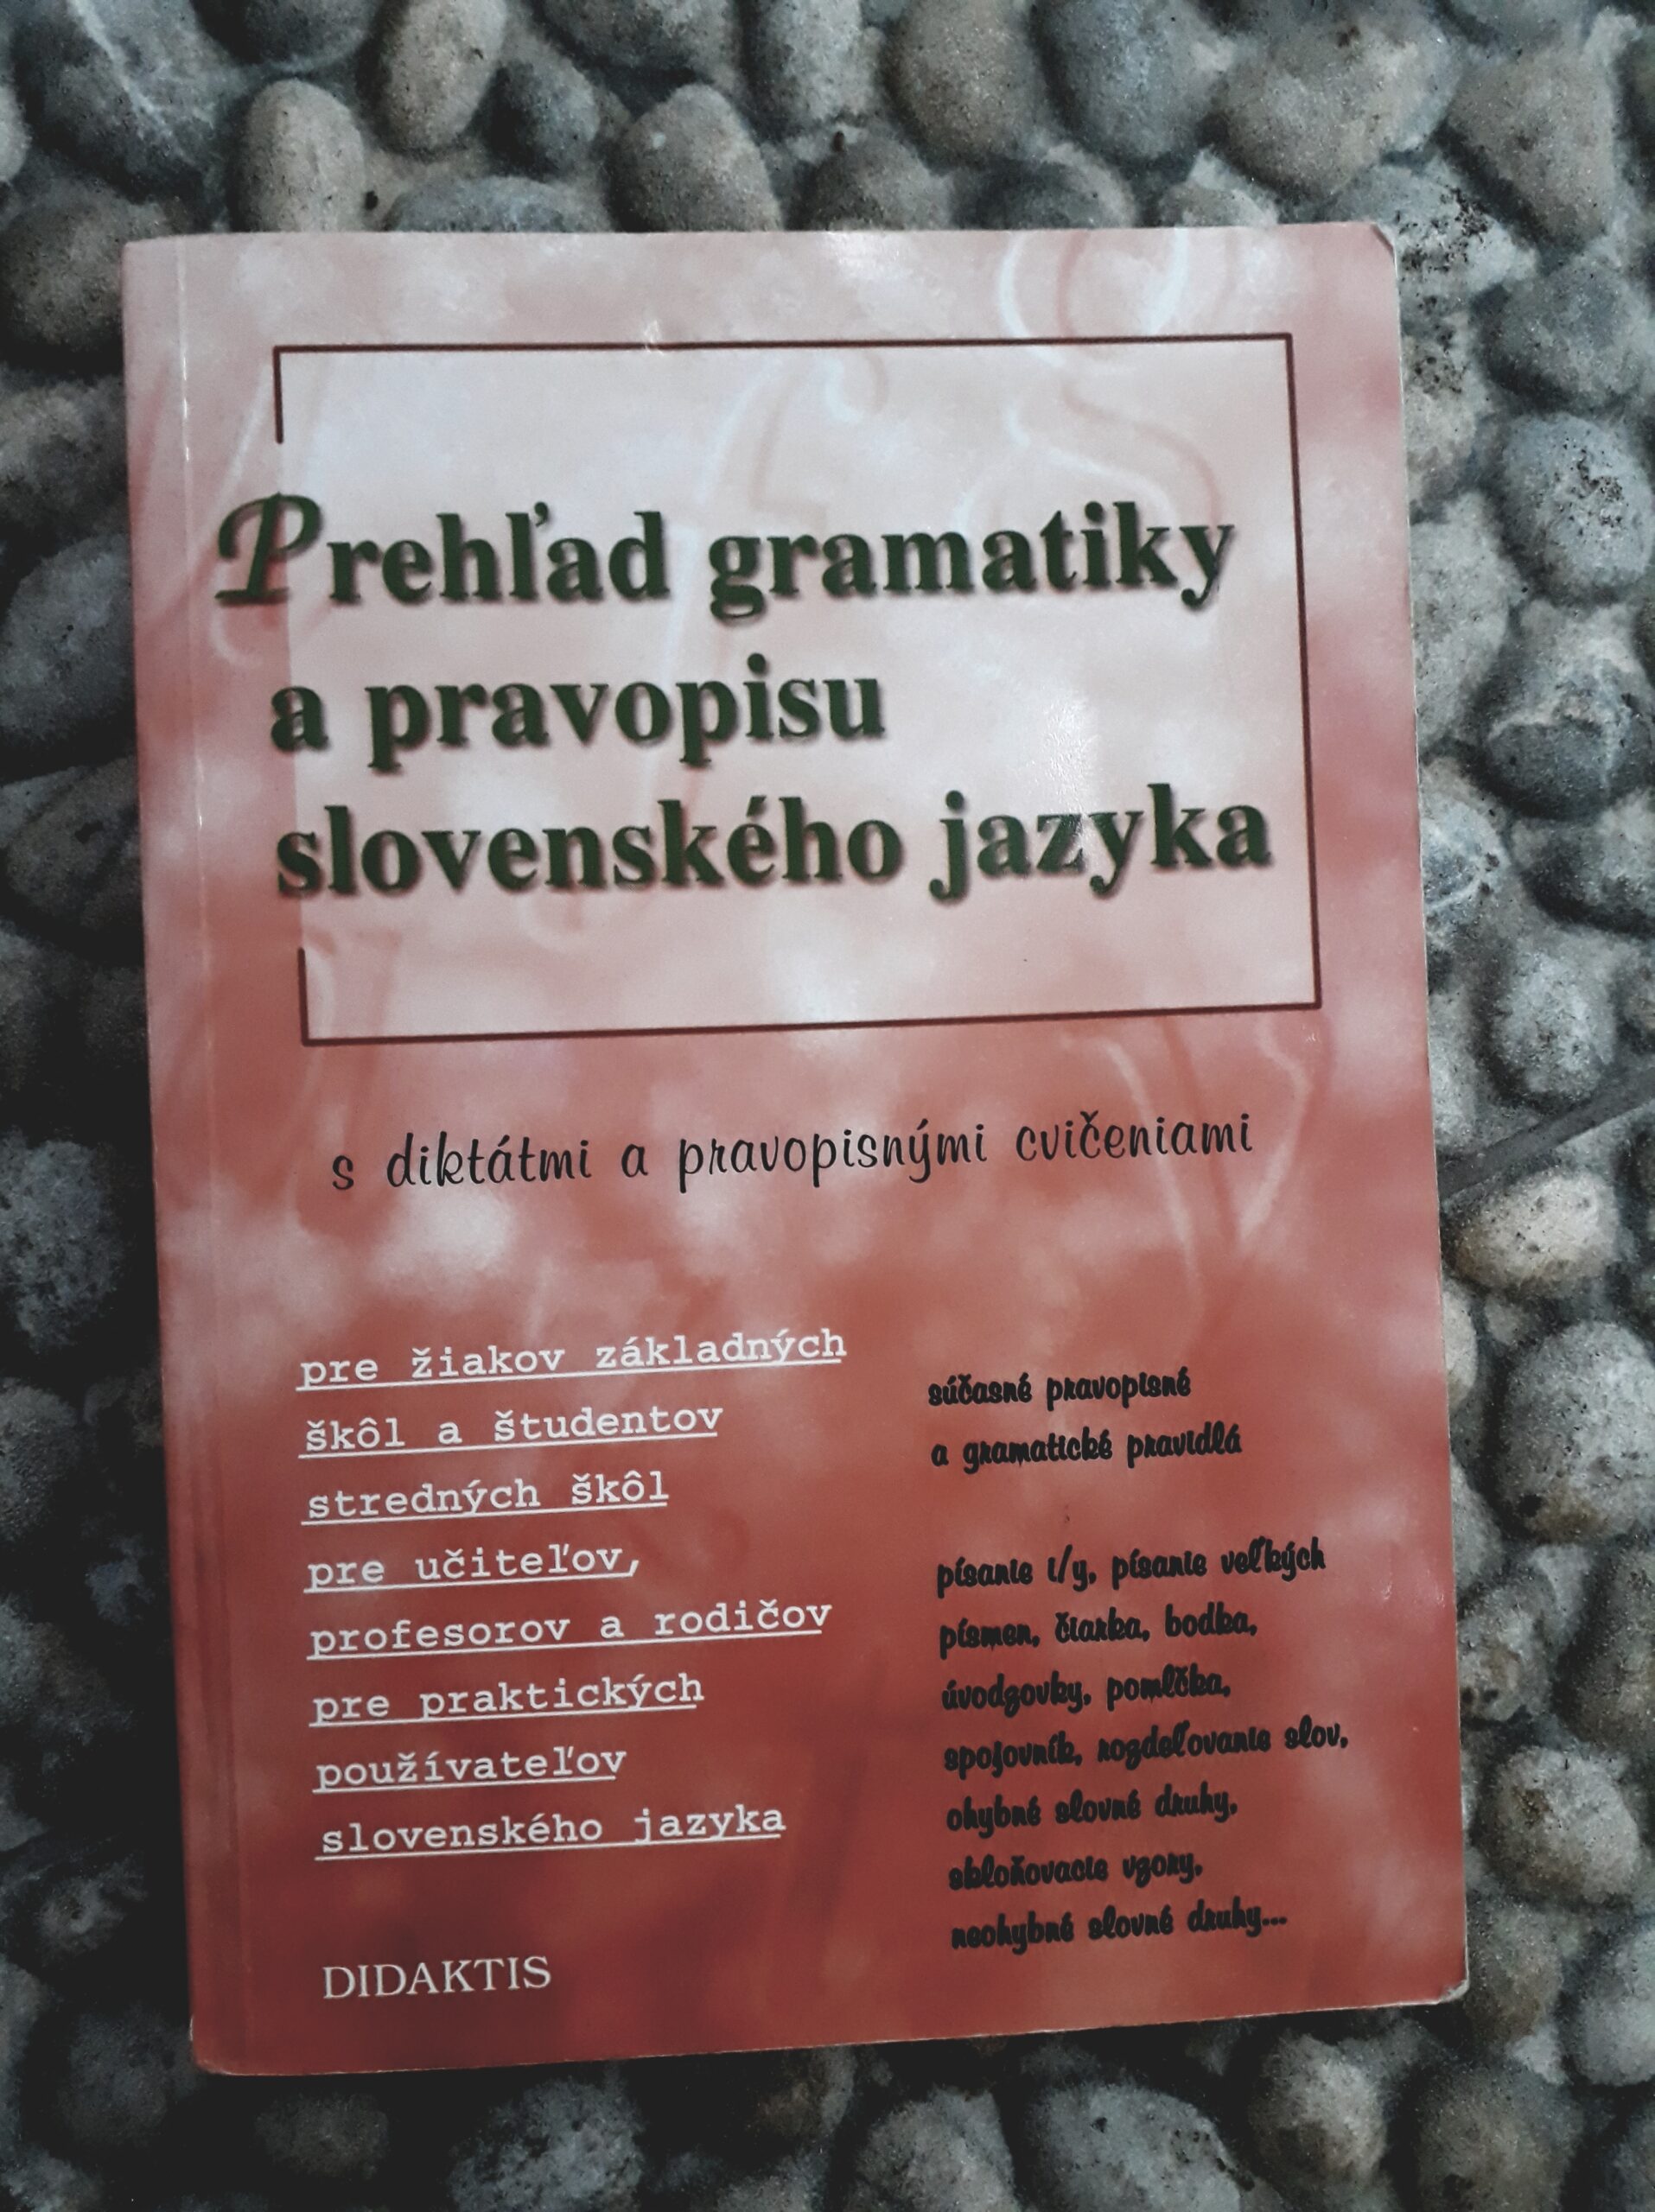 Prehľad gramatiky
a pravopisu
slovenského jazyka
s diktátmi a pravopisnými cvičeniami
pre žiakov základných
škôl a študentov
stredných škôl
pre učiteľov,
profesorov a rodičov
pre praktických
používateľov
slovenského jazyka
súčasné pravopisné
a gramatické pravidlá
písanie i/y, písanie veľkých
písmen, čiarka, bodka,
úvodzovky, pomlčka,
spojovník, rozdeľovanie slov,
ohybné slovné druhy,
skloňovacie vzory,
neohybné slovné druhy...
DIDAKTIS